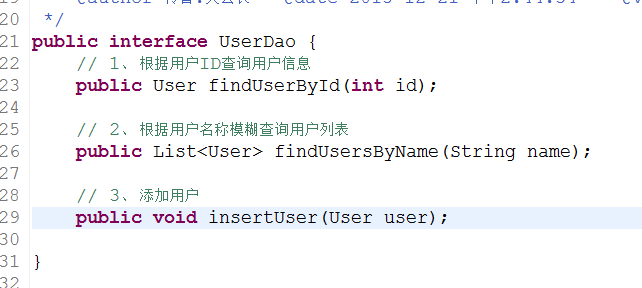 20 */
21 public interface UserDao {
22 // 1、根据用户ID查询用户信息
23 public User findUserById(int id);
24
25 // 2、根据用户名称模糊查询用户列表
26 public List<User> findUsersByName(String name);
27
28 // 3、添加用户
29 public void insertUser(User user);
30
31 }
32